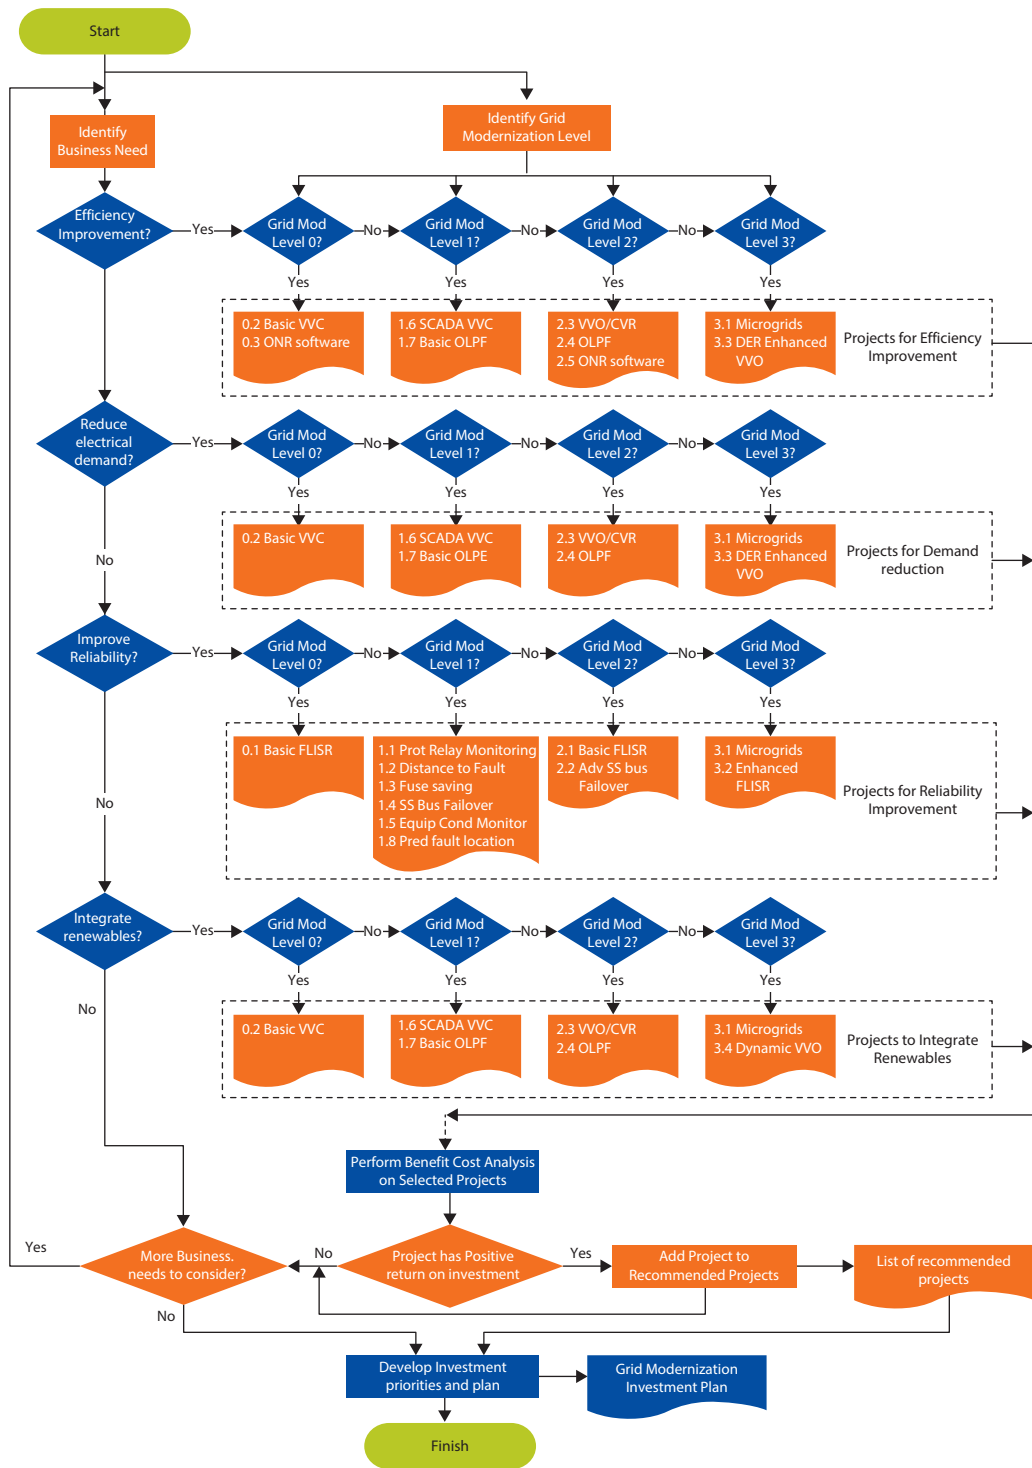 Start
Identify
Business Need
Identify Grid
Modernization Level
Efficiency
Improvement?
Yes
Grid Mod
Level 0?
No
Grid Mod
Level 1?
No
Grid Mod
Level 2?
No
Grid Mod
Level 3?
Yes
Yes
Yes
Yes
0.2 Basic VVC
0.3 ONR software
1.6 SCADA VVC
1.7 Basic OLPF
2.3 VVO/CVR
2.4 OLPF
2.5 ONR software
3.1 Microgrids
3.3 DER Enhanced
VVO
Projects for Efficiency
Improvement
Reduce
electrical
demand?
Yes
Grid Mod
Level 0?
No
Grid Mod
Level 1?
No
Grid Mod
Level 2?
No
Grid Mod
Level 3?
Yes
Yes
Yes
Yes
0.2 Basic VVC
1.6 SCADA VVC
1.7 Basic OLPE
2.3 VVO/CVR
2.4 OLPF
3.1 Microgrids
3.3 DER Enhanced
VVO
Projects for Demand
reduction
No
Improve
Reliability?
Yes
Grid Mod
Level 0?
No
Grid Mod
Level 1?
No
Grid Mod
Level 2?
No
Grid Mod
Level 3?
Yes
Yes
Yes
Yes
0.1 Basic FLISR
1.1 Prot Relay Monitoring
1.2 Distance to Fault
1.3 Fuse saving
1.4 SS Bus Failover
1.5 Equip Cond Monitor
1.8 Pred fault location
2.1 Basic FLISR
2.2 Adv SS bus
Failover
3.1 Microgrids
3.2 Enhanced
FLISR
Projects for Reliability
Improvement
No
Integrate
renewables?
Yes
Grid Mod
Level 0?
No
Grid Mod
Level 1?
No
Grid Mod
Level 2?
No
Grid Mod
Level 3?
Yes
Yes
Yes
Yes
0.2 Basic VVC
1.6 SCADA VVC
1.7 Basic OLPF
2.3 VVO/CVR
2.4 OLPF
3.1 Microgrids
3.4 Dynamic VVO
Projects to Integrate
Renewables
No
Perform Benefit Cost Analysis
on Selected Projects
Yes
More Business.
needs to consider?
No
Project has Positive
return on investment
Yes
Add Project to
Recommended Projects
List of recommended
projects
No
Develop Investment
priorities and plan
Grid Modernization
Investment Plan
Finish